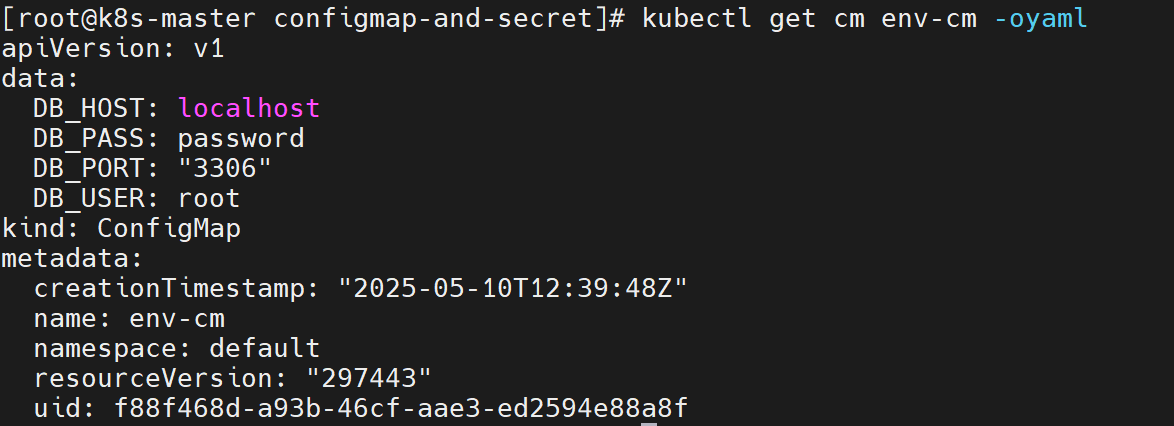 [root@k8s-master configmap-and-secret]# kubectl get cm env-cm -oyaml
apiVersion: v1
data:
  DB_HOST: localhost
  DB_PASS: password
  DB_PORT: "3306"
  DB_USER: root
kind: ConfigMap
metadata:
  creationTimestamp: "2025-05-10T12:39:48Z"
  name: env-cm
  namespace: default
  resourceVersion: "297443"
  uid: f88f468d-a93b-46cf-aae3-ed2594e88a8f